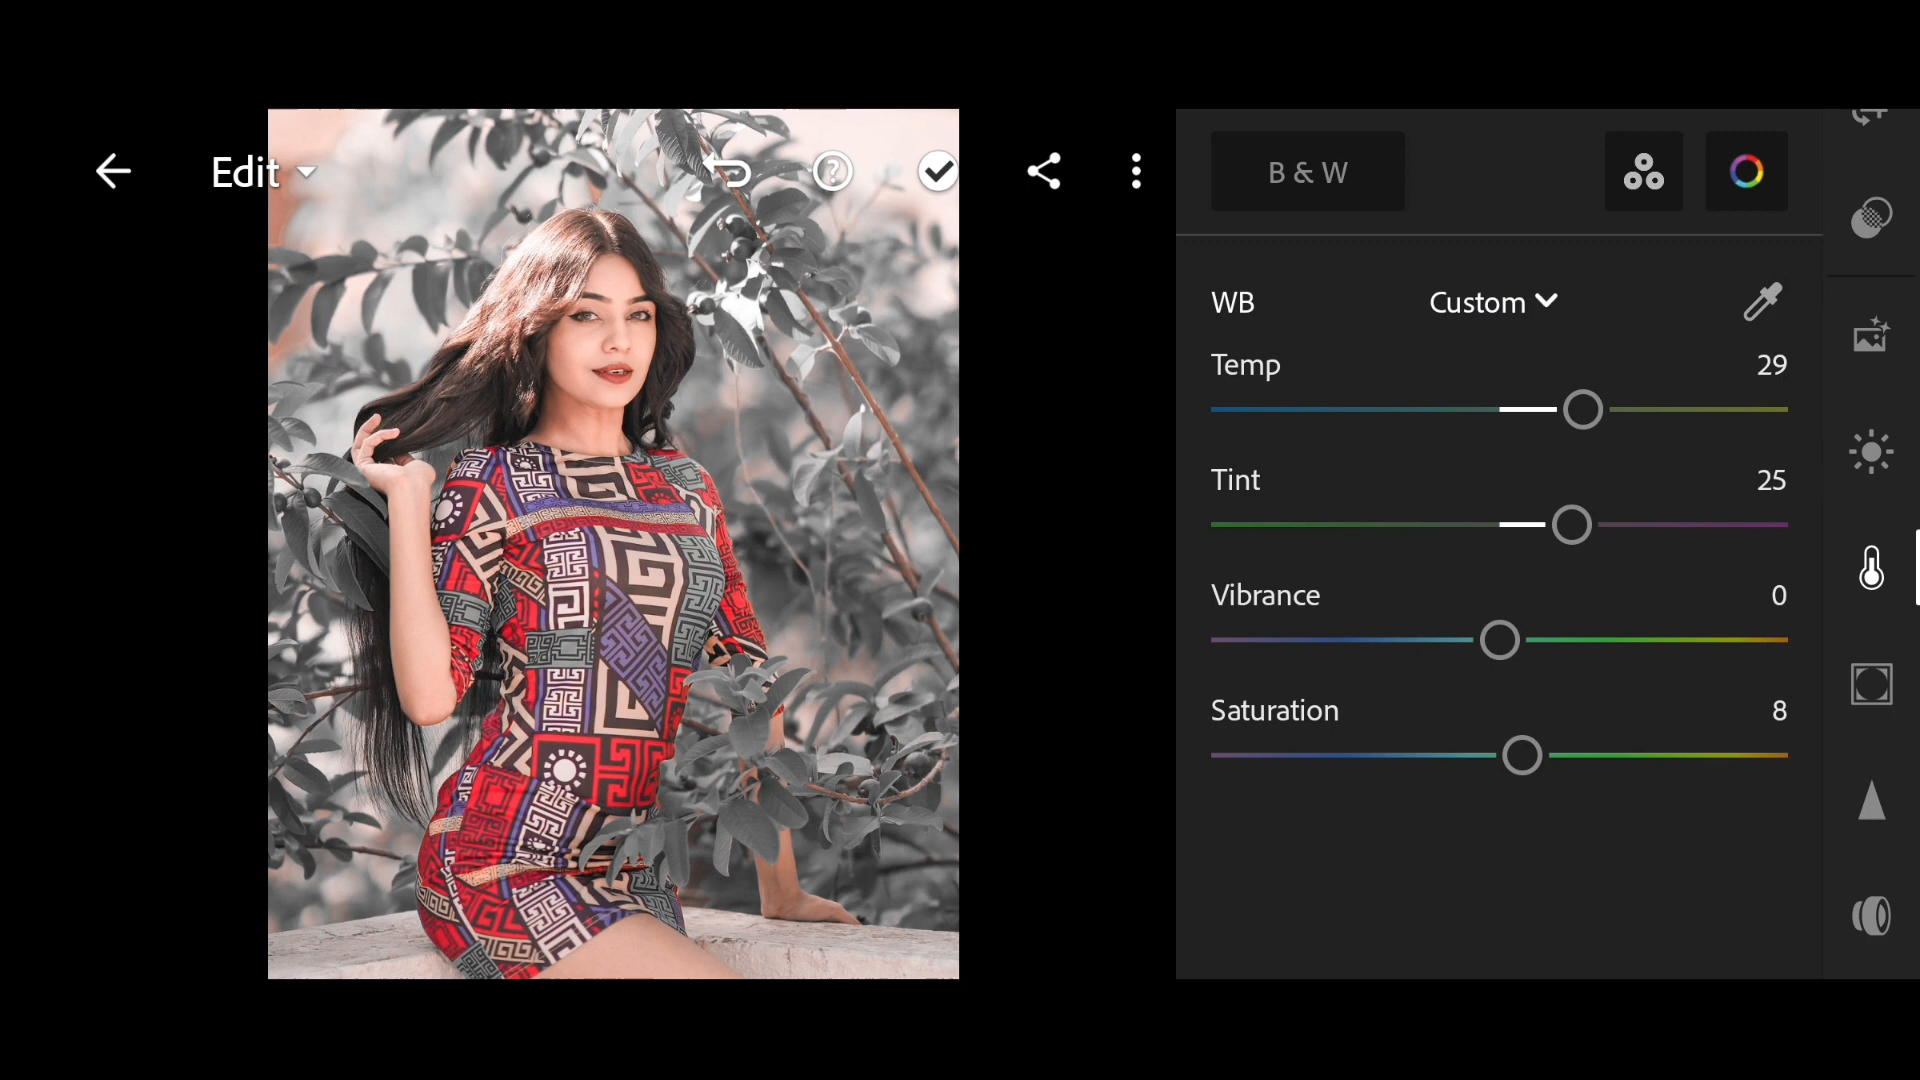 Edit
?
B & W
WB
Custom
Temp
29
Tint
25
Vibrance
0
Saturation
8